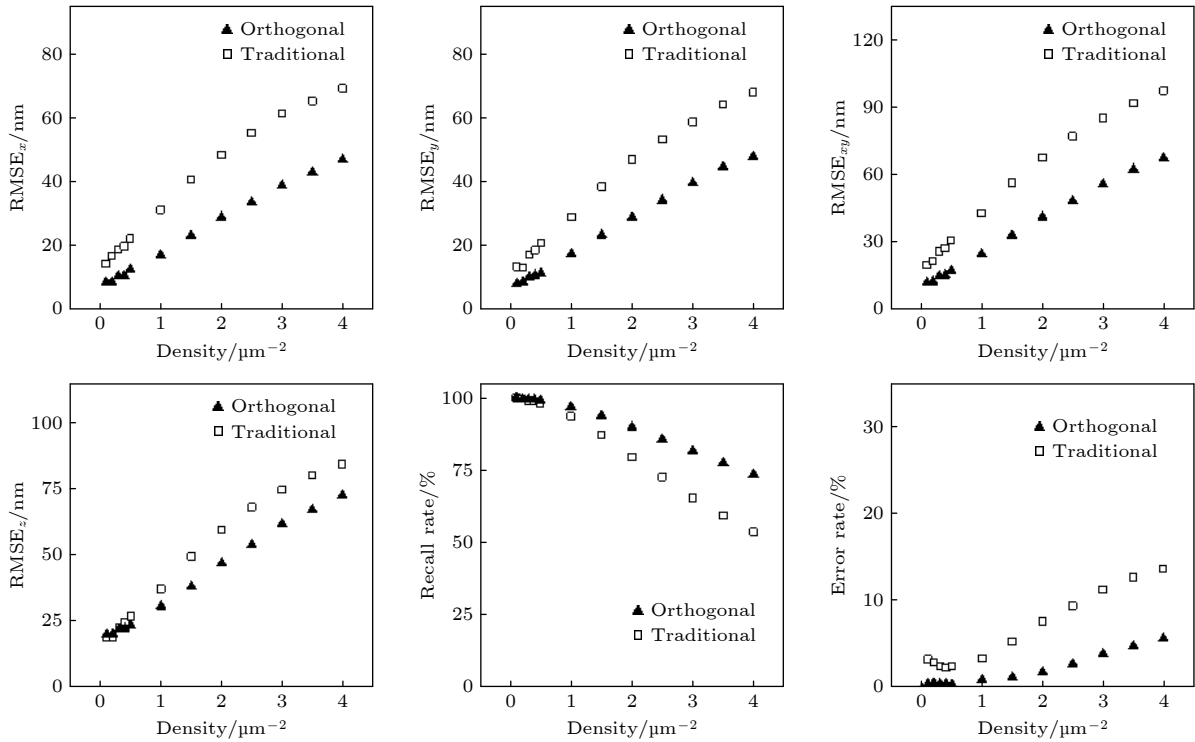 RMSEx/nm
80
60
40
20
0
Orthogonal
Traditional
0 1 2 3 4
Density/µm−2
RMSEy/nm
80
60
40
20
0
Orthogonal
Traditional
0 1 2 3 4
Density/µm−2
RMSExy/nm
120
90
60
30
0
Orthogonal
Traditional
0 1 2 3 4
Density/µm−2
RMSEz/nm
100
75
50
25
0
Orthogonal
Traditional
0 1 2 3 4
Density/µm−2
Recall rate/%
100
75
50
25
0
Orthogonal
Traditional
0 1 2 3 4
Density/µm−2
Error rate/%
30
20
10
0
Orthogonal
Traditional
0 1 2 3 4
Density/µm−2